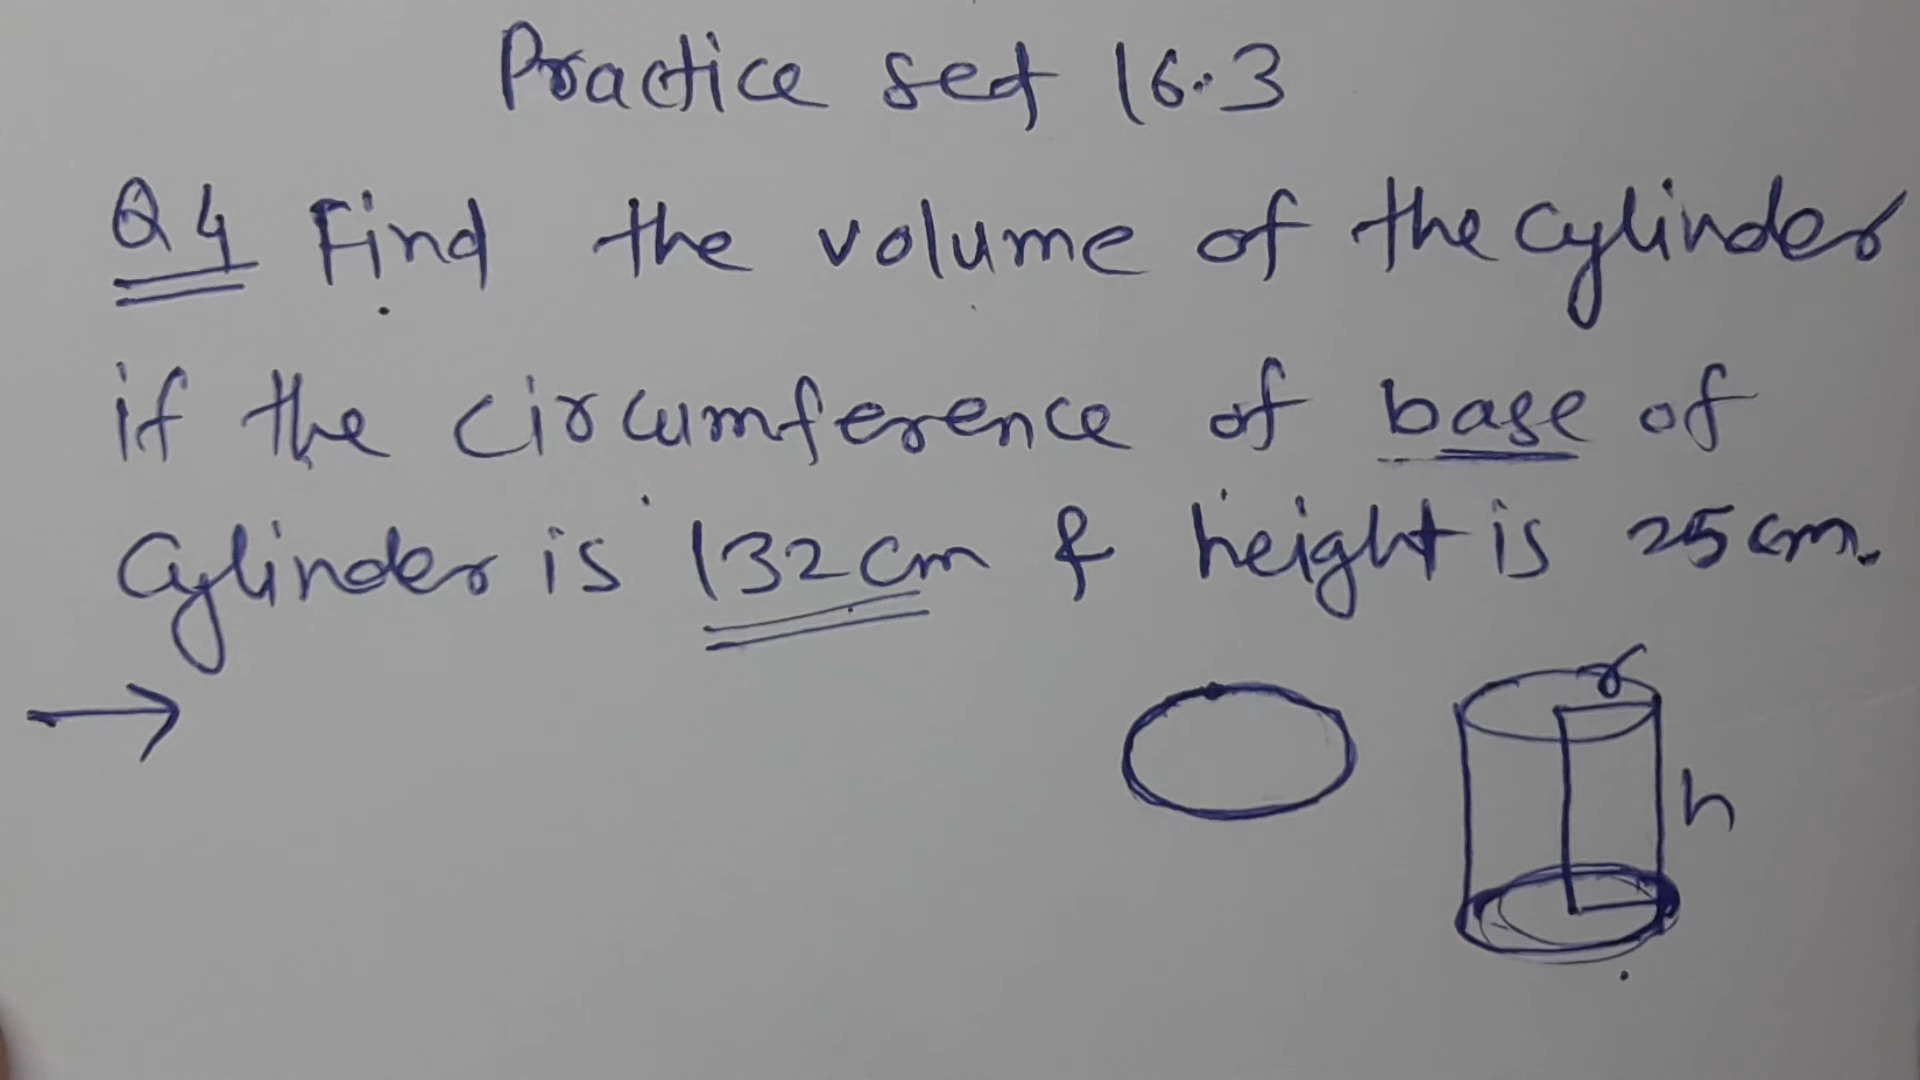 Practice set 16.3
Q4 Find the volume of the cylinder
if the circumference of base of
Cylinder is 132 cm & height is 25 cm.
r
h